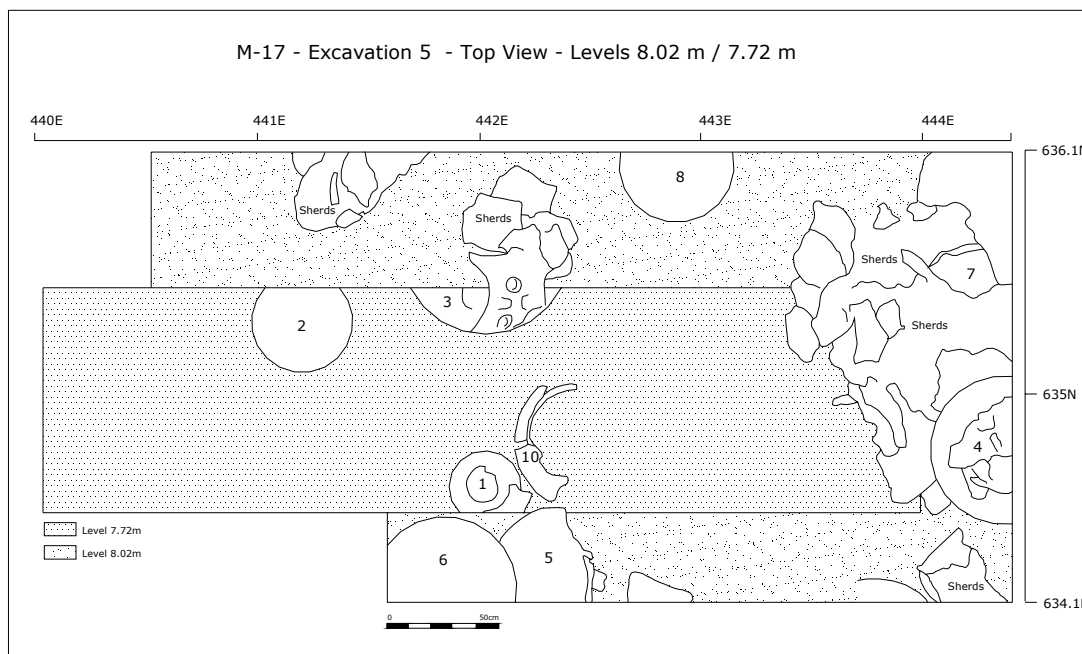 M-17 - Excavation 5 - Top View - Levels 8.02 m / 7.72 m
440E 441E 442E 443E 444E
636.1N
8
Sherds
Sherds
Sherds
7
3
2
Sherds
635N
4
10
1
Level 7.72m
Level 8.02m
6
5
Sherds
634.1N
0 50cm